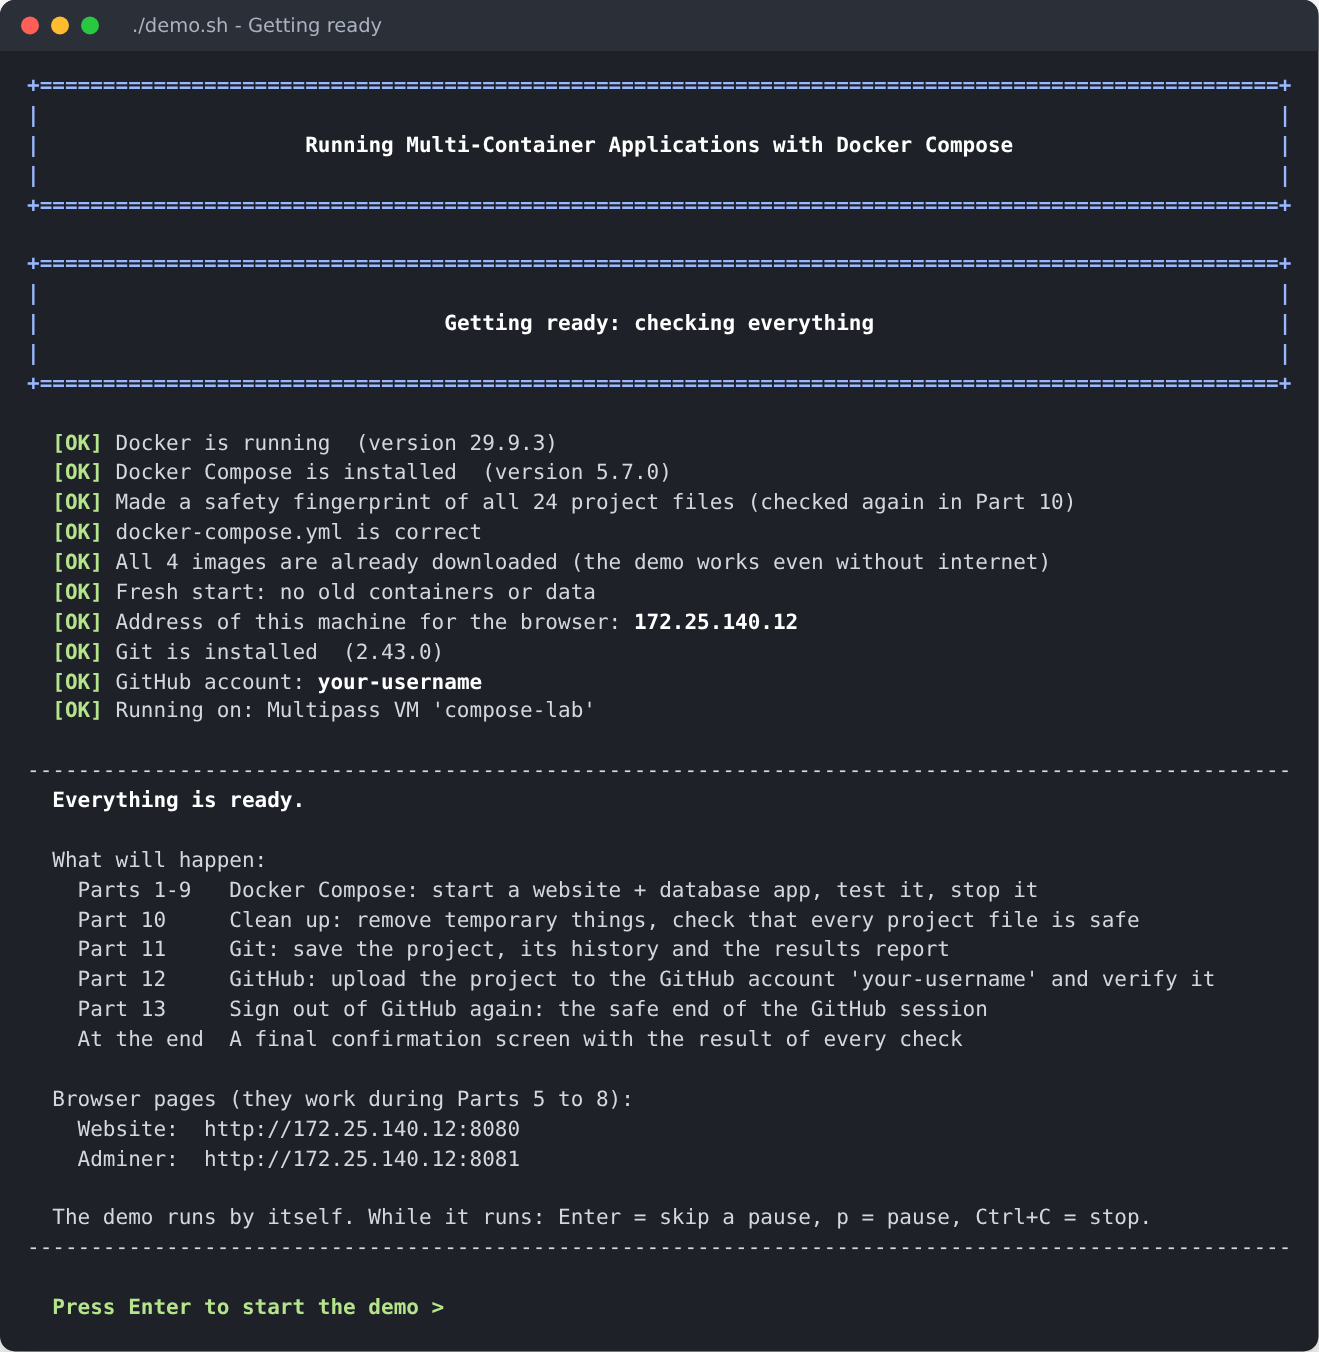 ./demo.sh - Getting ready
+==================================================================================================+
|                                                                                                  |
|                     Running Multi-Container Applications with Docker Compose                     |
|                                                                                                  |
+==================================================================================================+
+==================================================================================================+
|                                                                                                  |
|                                Getting ready: checking everything                                |
|                                                                                                  |
+==================================================================================================+
[OK] Docker is running  (version 29.9.3)
[OK] Docker Compose is installed  (version 5.7.0)
[OK] Made a safety fingerprint of all 24 project files (checked again in Part 10)
[OK] docker-compose.yml is correct
[OK] All 4 images are already downloaded (the demo works even without internet)
[OK] Fresh start: no old containers or data
[OK] Address of this machine for the browser: 172.25.140.12
[OK] Git is installed  (2.43.0)
[OK] GitHub account: your-username
[OK] Running on: Multipass VM 'compose-lab'
----------------------------------------------------------------------------------------------------
Everything is ready.
What will happen:
Parts 1-9   Docker Compose: start a website + database app, test it, stop it
Part 10     Clean up: remove temporary things, check that every project file is safe
Part 11     Git: save the project, its history and the results report
Part 12     GitHub: upload the project to the GitHub account 'your-username' and verify it
Part 13     Sign out of GitHub again: the safe end of the GitHub session
At the end  A final confirmation screen with the result of every check
Browser pages (they work during Parts 5 to 8):
Website:  http://172.25.140.12:8080
Adminer:  http://172.25.140.12:8081
The demo runs by itself. While it runs: Enter = skip a pause, p = pause, Ctrl+C = stop.
----------------------------------------------------------------------------------------------------
Press Enter to start the demo >